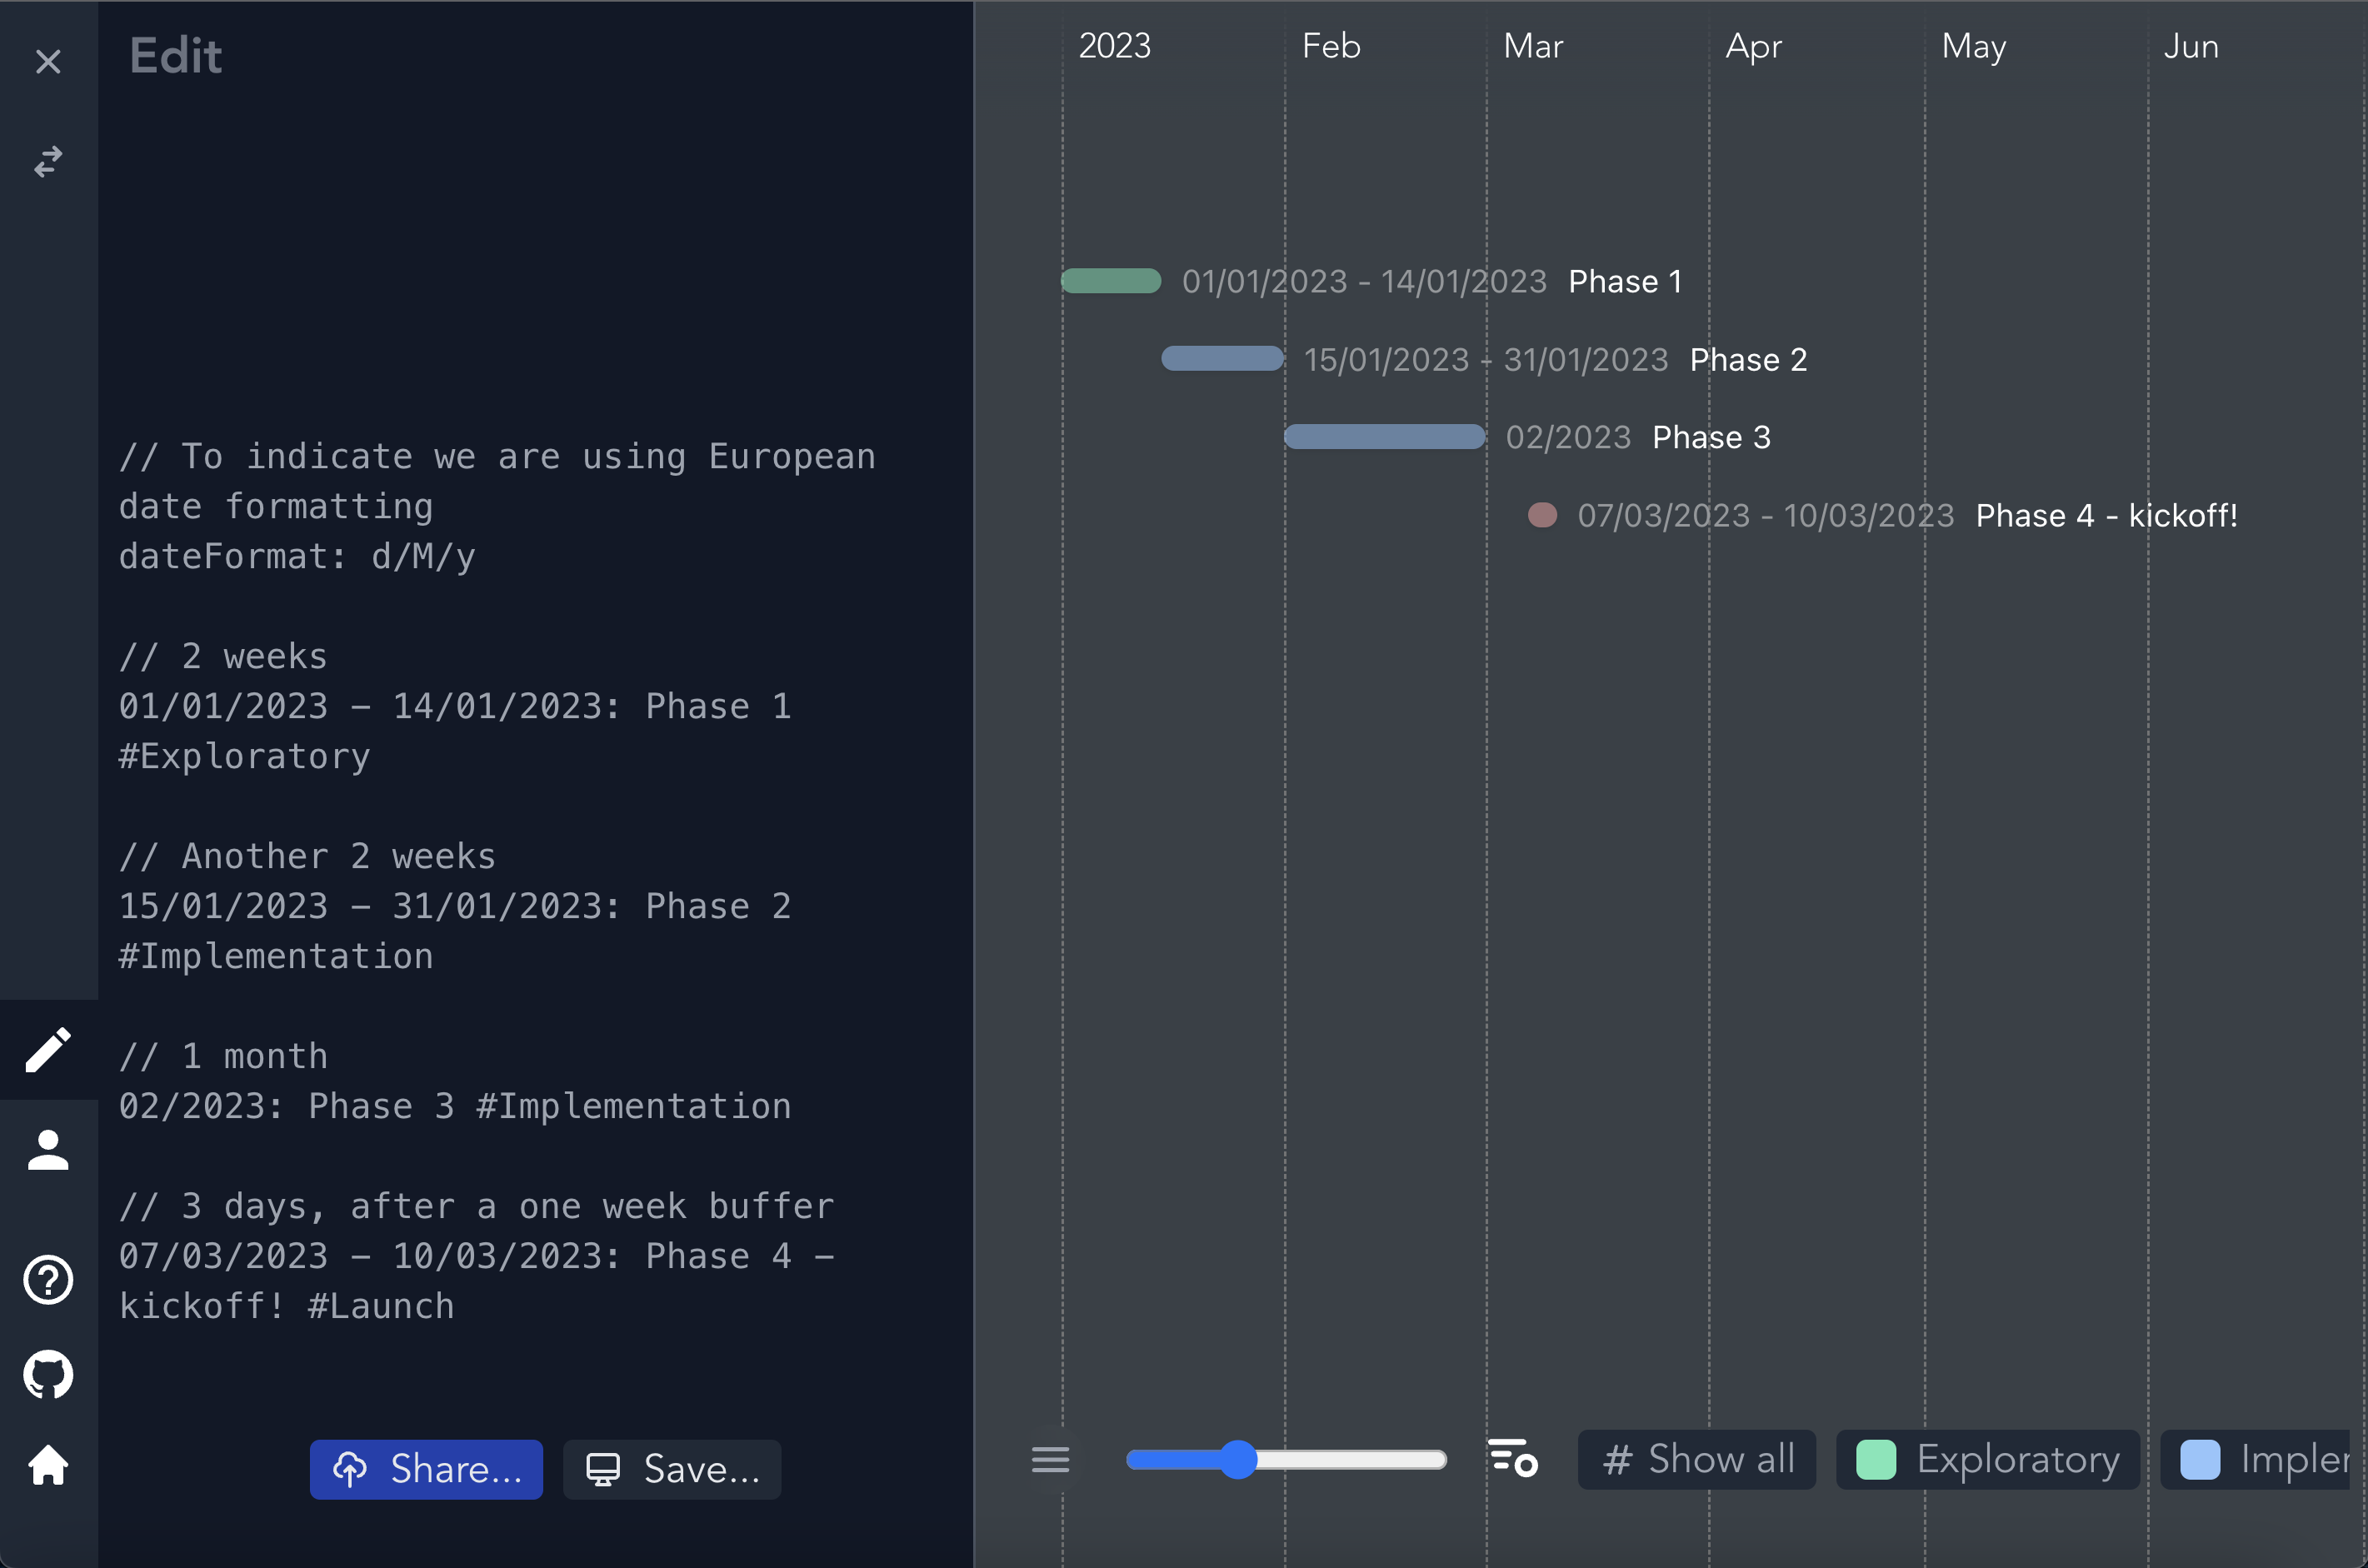 Edit
// To indicate we are using European
date formatting
dateFormat: d/M/y
// 2 weeks
01/01/2023 - 14/01/2023: Phase 1
#Exploratory
// Another 2 weeks
15/01/2023 - 31/01/2023: Phase 2
#Implementation
// 1 month
02/2023: Phase 3 #Implementation
// 3 days, after a one week buffer
07/03/2023 - 10/03/2023: Phase 4 -
kickoff! #Launch
Share...
Save...
2023 Feb Mar Apr May Jun
01/01/2023 - 14/01/2023 Phase 1
15/01/2023 - 31/01/2023 Phase 2
02/2023 Phase 3
07/03/2023 - 10/03/2023 Phase 4 - kickoff!
# Show all
Exploratory
Impler